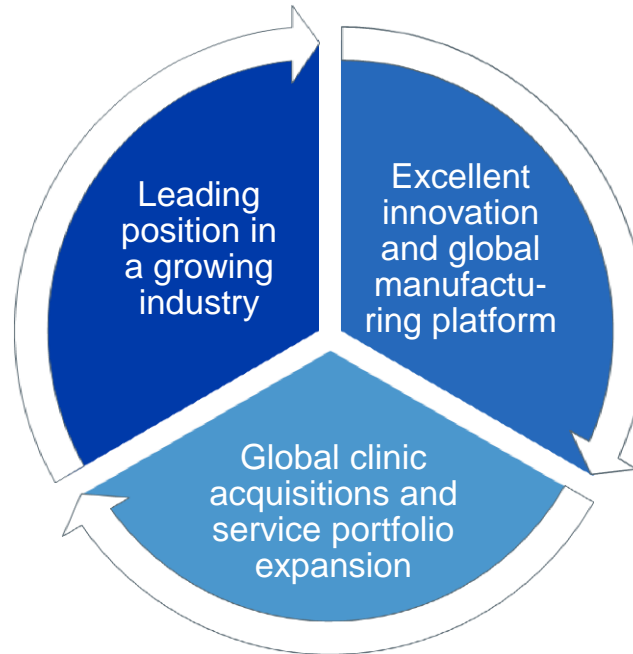 Leading
position in
a growing
industry
Excellent
innovation
and global
manufactu-
ring platform
Global clinic
acquisitions and
service portfolio
expansion